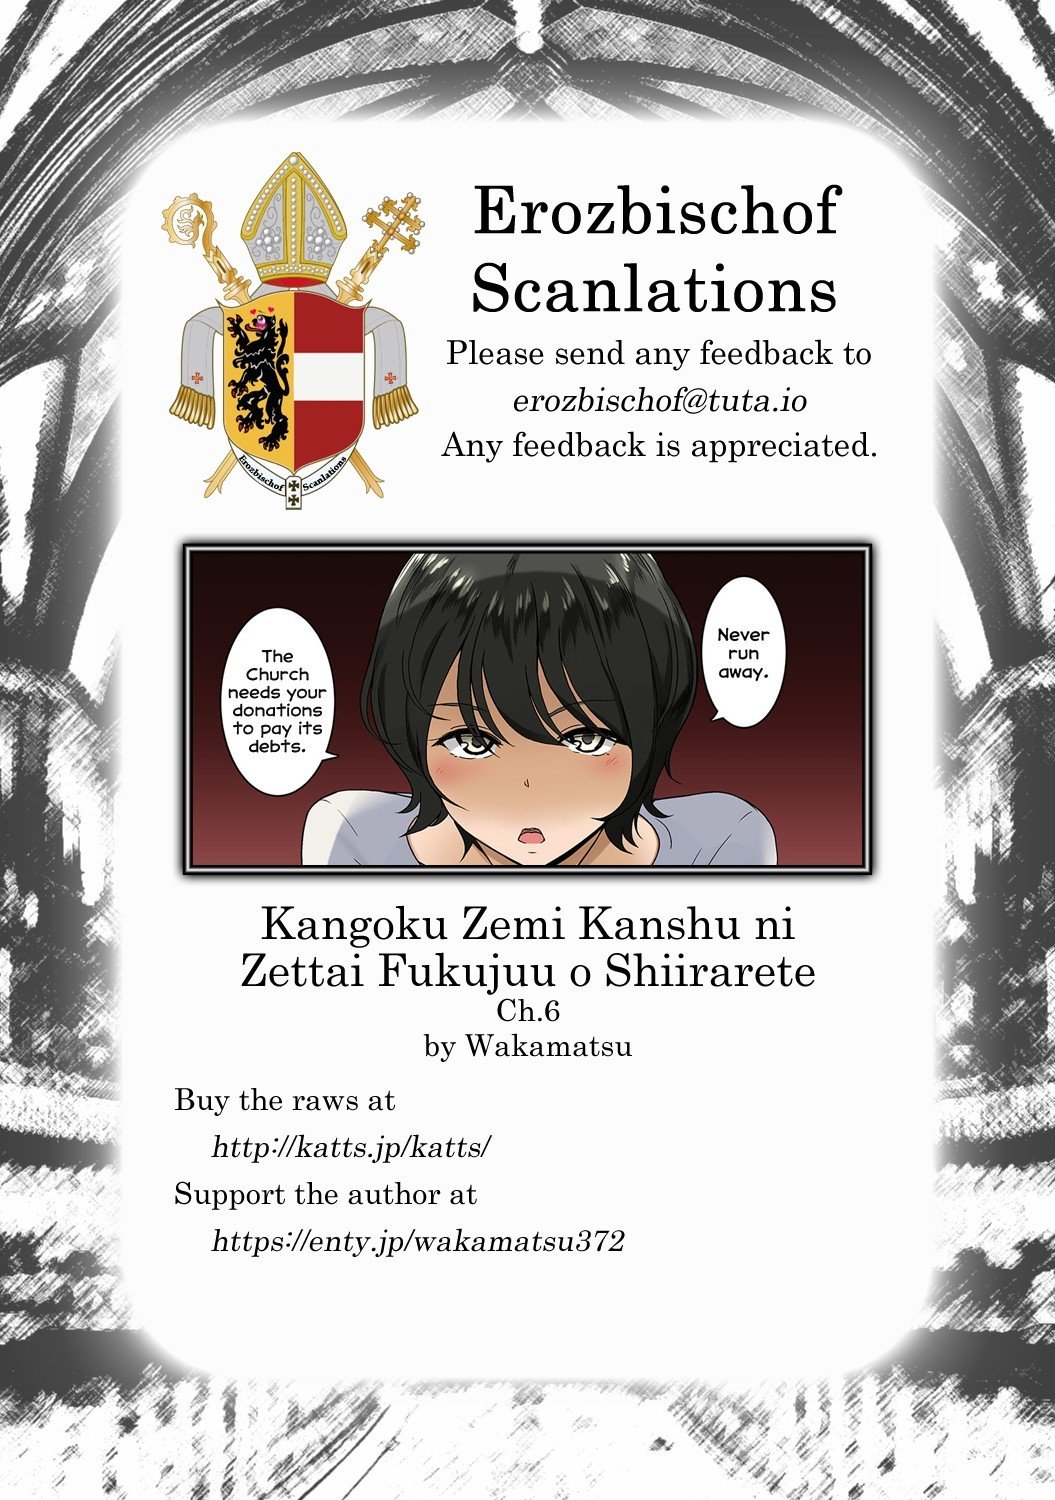 Erozbischof
Scanlations
Please send any feedback to
erozbischof@tuta.io
Any feedback is appreciated.
Erozbischof Scanlations
The
Church
needs your
donations
to pay its
debts.
Never
run
away.
Kangoku Zemi Kanshu ni
Zettai Fukujuu o Shiirarete
Ch.6
by Wakamatsu
Buy the raws at
http://katts.jp/katts/
Support the author at
https://enty.jp/wakamatsu372